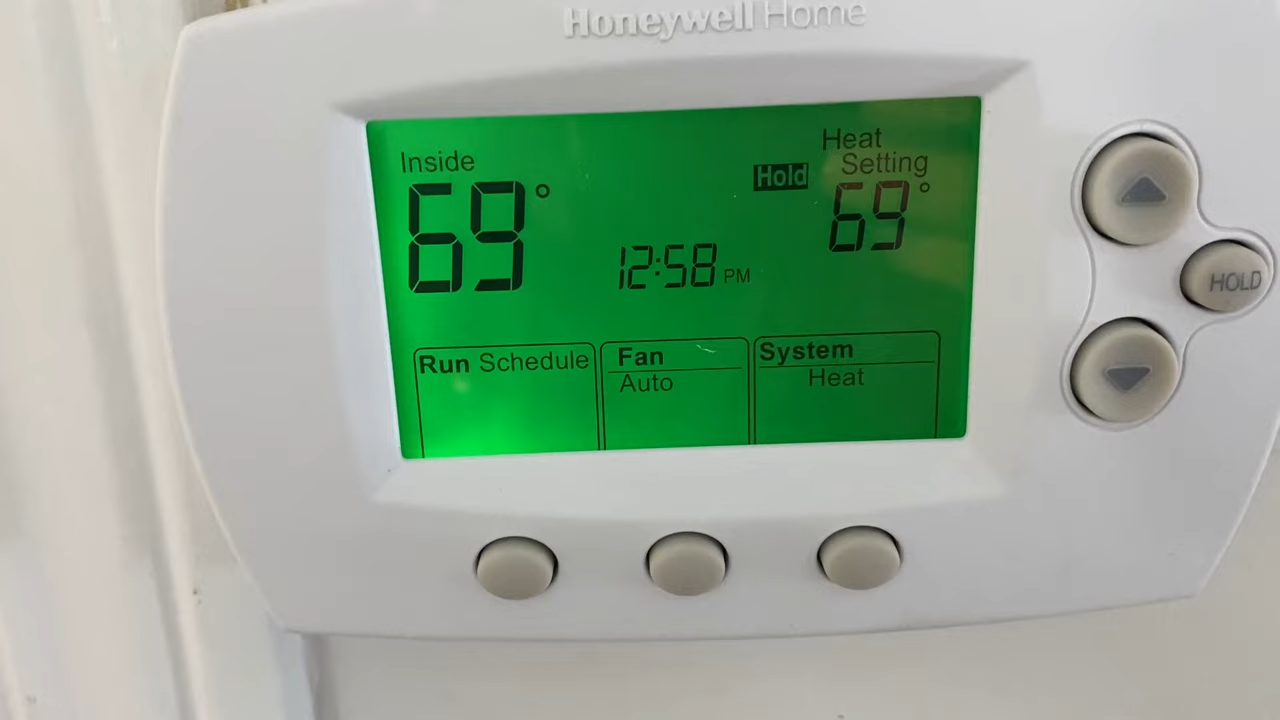 Honeywell Home
Inside
69°
Hold
Heat
Setting
69°
12:58 PM
Run Schedule
Fan
Auto
System
Heat
HOLD